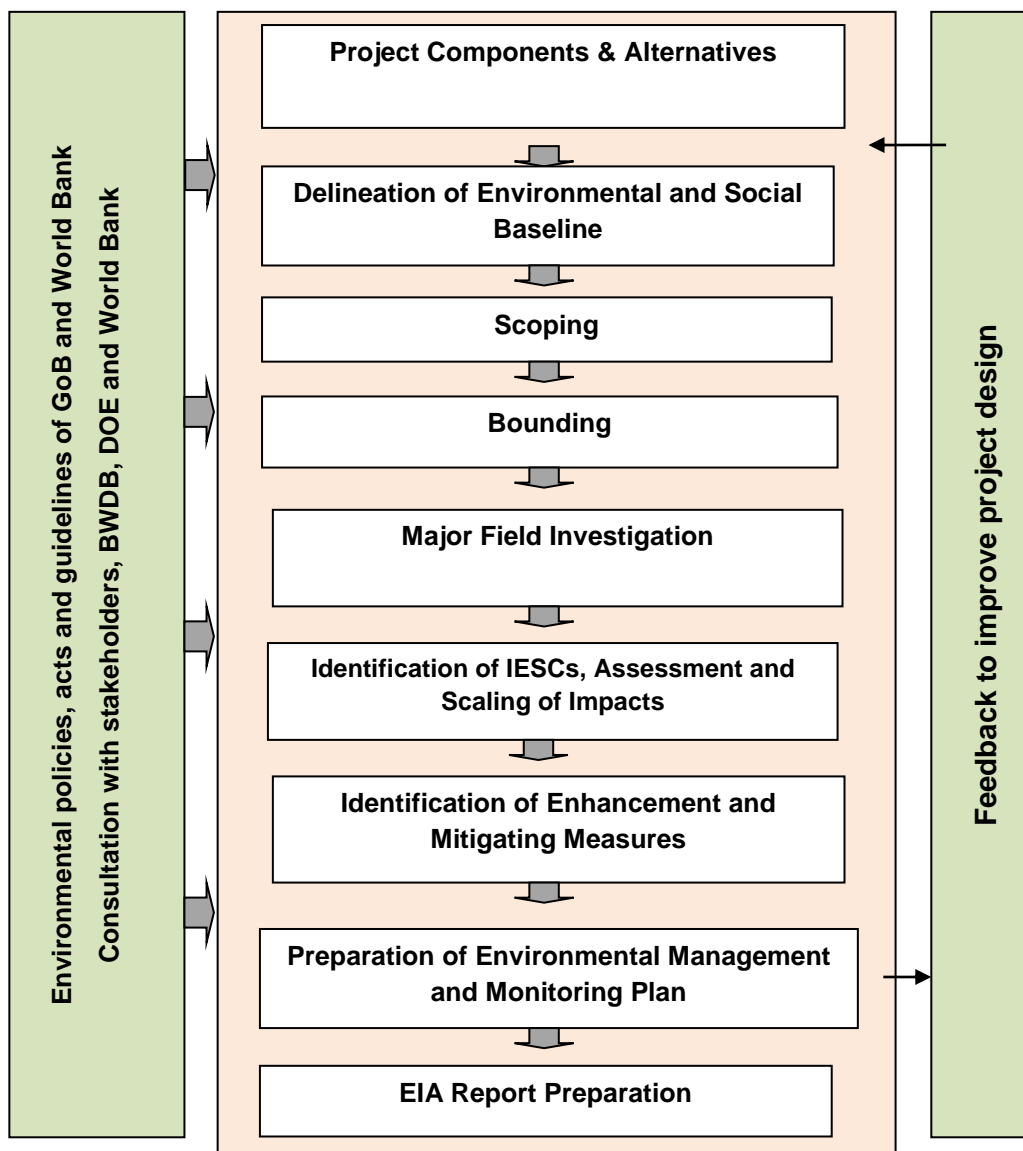 Environmental policies, acts and guidelines of GoB and World Bank
Consultation with stakeholders, BWDB, DOE and World Bank
Project Components & Alternatives
Delineation of Environmental and Social
Baseline
Scoping
Bounding
Major Field Investigation
Identification of IESCs, Assessment and
Scaling of Impacts
Identification of Enhancement and
Mitigating Measures
Preparation of Environmental Management
and Monitoring Plan
EIA Report Preparation
Feedback to improve project design